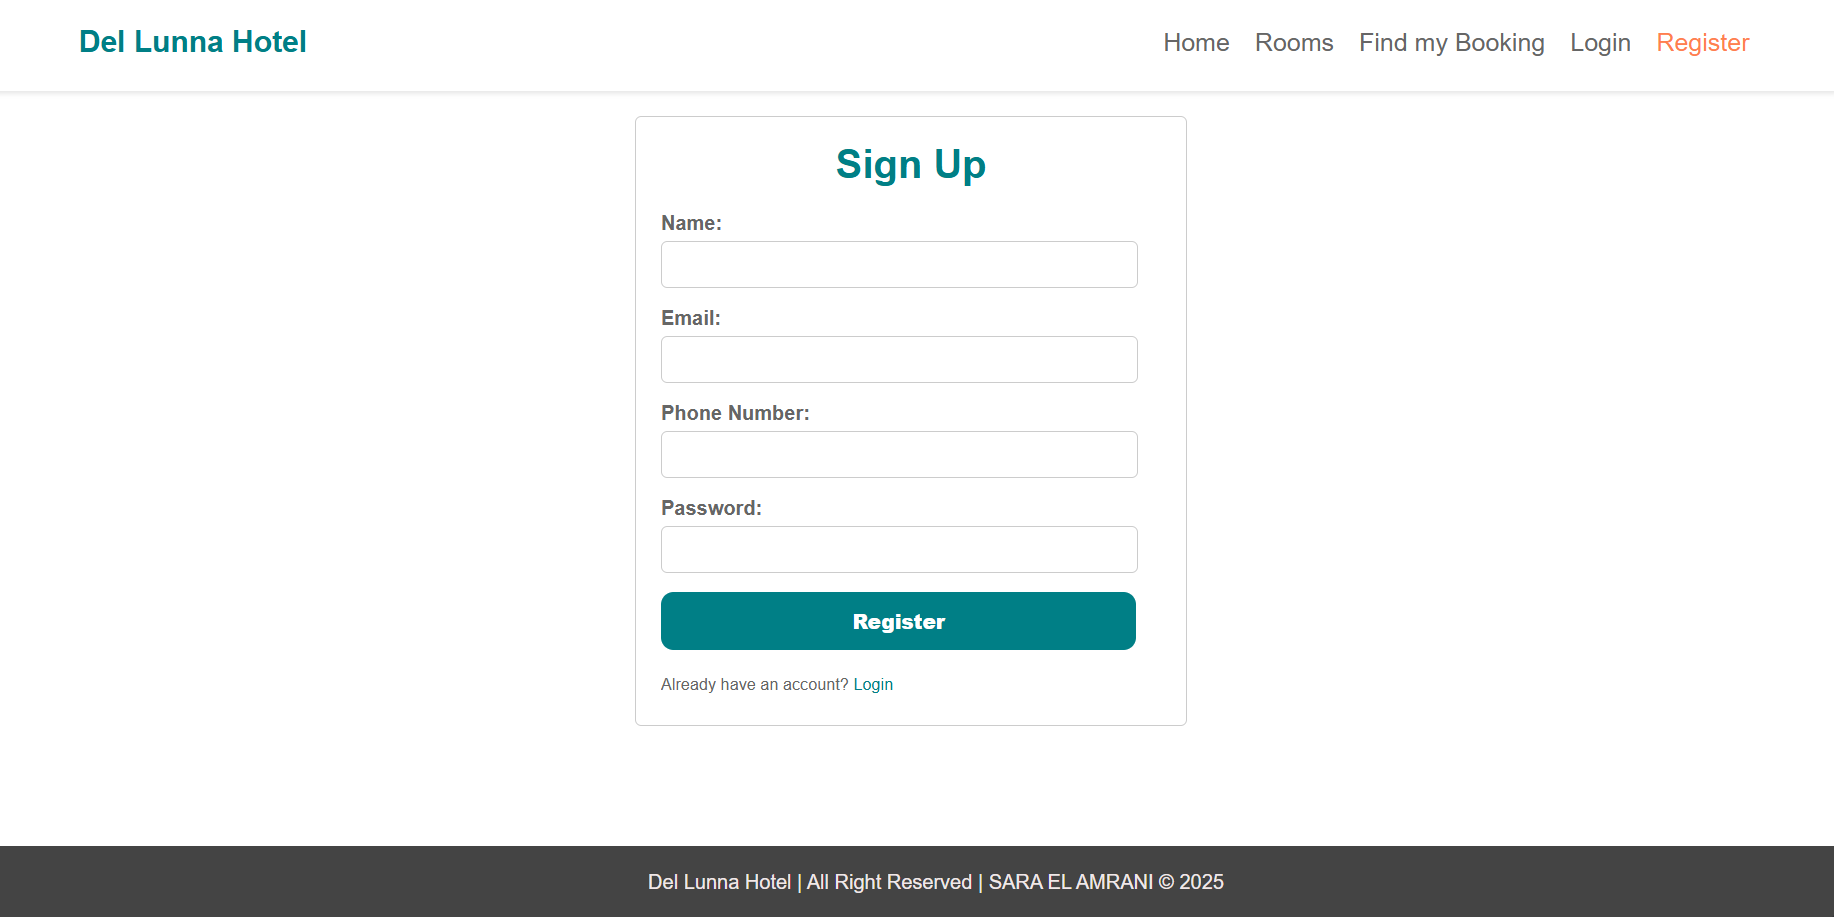 Del Lunna Hotel
Home Rooms Find my Booking Login Register
Sign Up
Name:
Email:
Phone Number:
Password:
Register
Already have an account? Login
Del Lunna Hotel | All Right Reserved | SARA EL AMRANI © 2025